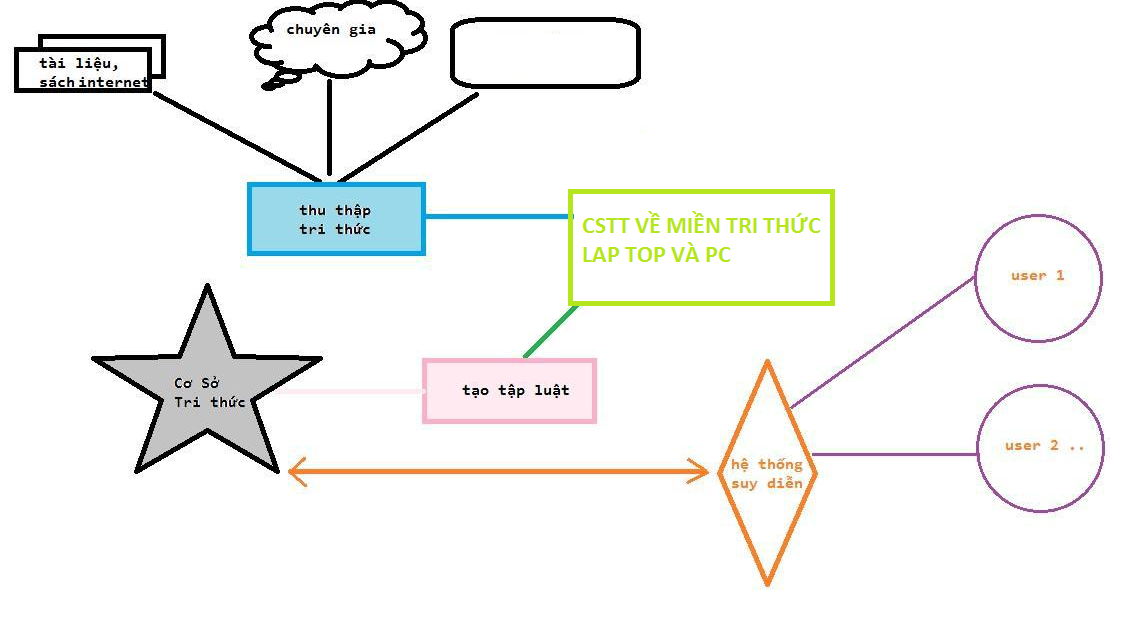 chuyên gia
tài liệu,
sách internet
thu thập
tri thức
CSTT VỀ MIỀN TRI THỨC
LAP TOP VÀ PC
user 1
Cơ Sở
Tri thức
tạo tập luật
user 2 ..
hệ thống
suy diễn